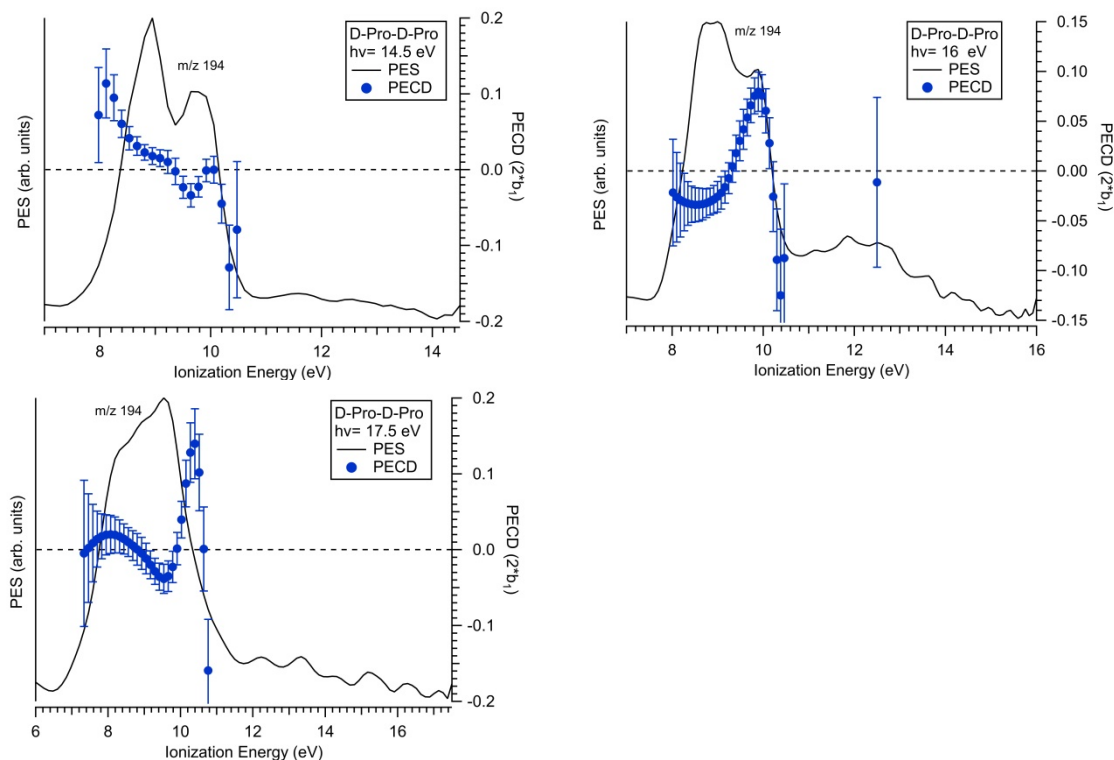 D-Pro-D-Pro
hν= 14.5 eV
PES
PECD
m/z 194
PES (arb. units)
PECD (2*b₁)
0.2
0.1
0.0
-0.1
-0.2
8
10
12
14
Ionization Energy (eV)
D-Pro-D-Pro
hν= 16 eV
PES
PECD
m/z 194
PES (arb. units)
PECD (2*b₁)
0.15
0.10
0.05
0.00
-0.05
-0.10
-0.15
8
10
12
14
16
Ionization Energy (eV)
D-Pro-D-Pro
hν= 17.5 eV
PES
PECD
m/z 194
PES (arb. units)
PECD (2*b₁)
0.2
0.1
0.0
-0.1
-0.2
6
8
10
12
14
16
Ionization Energy (eV)